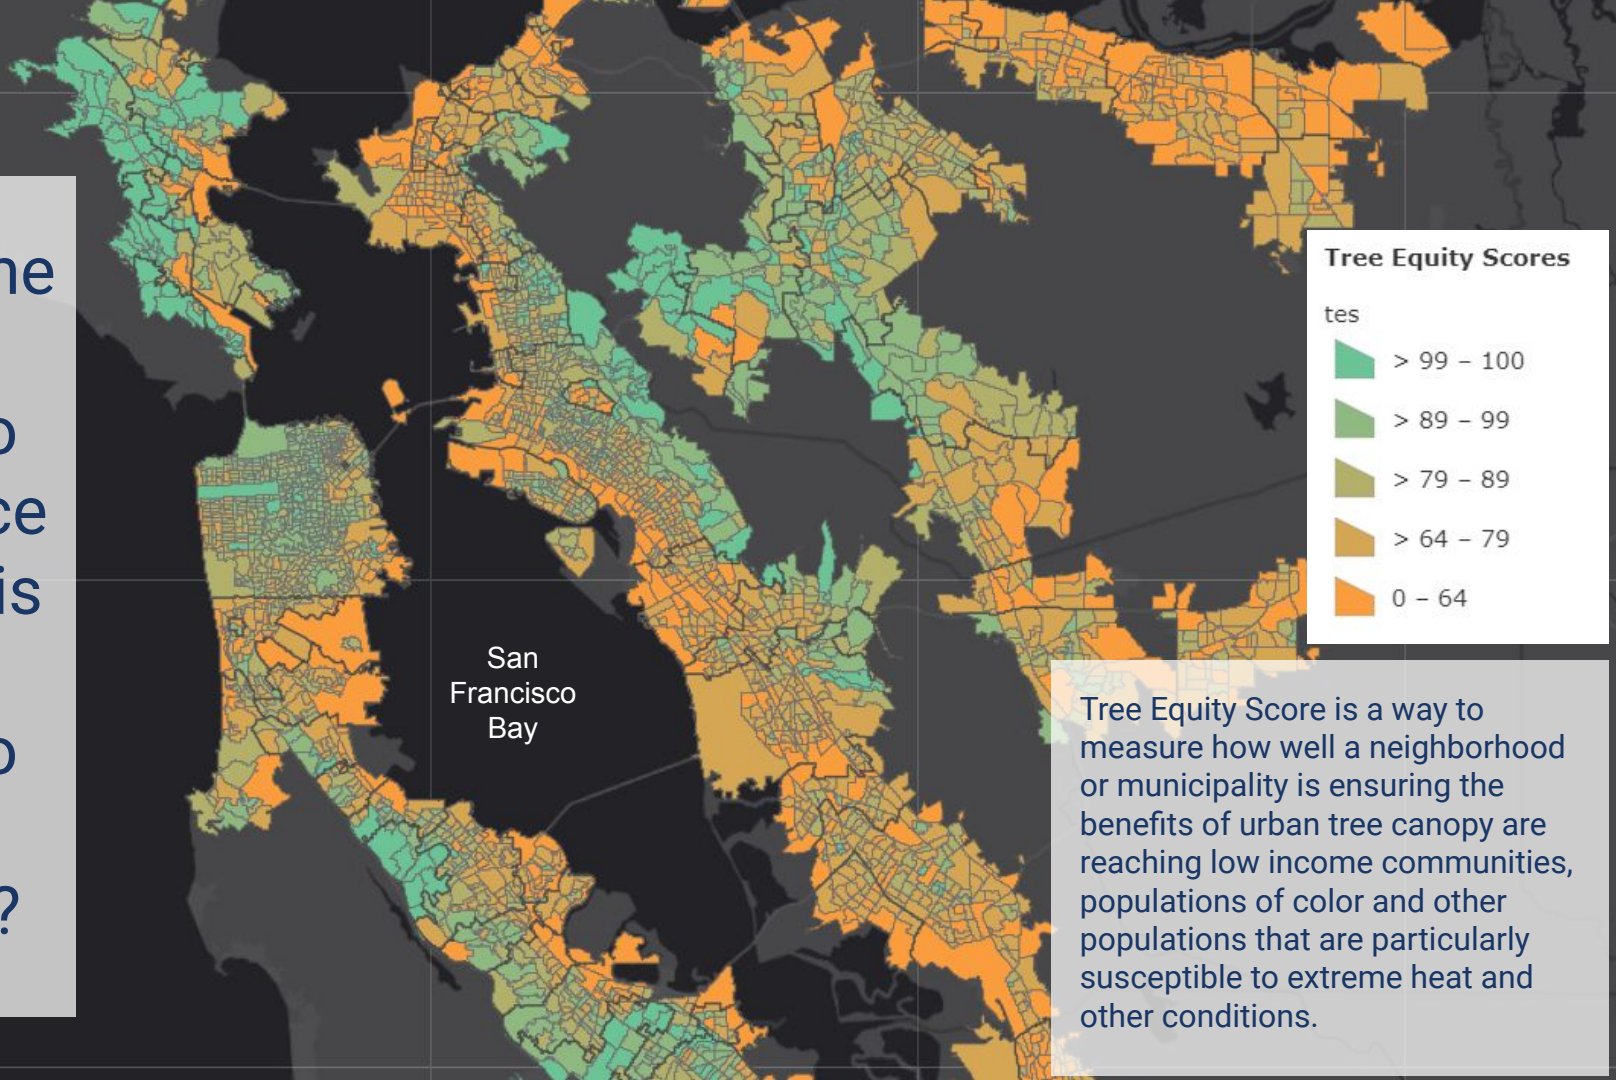 is
?
San
Francisco
Bay
Tree Equity Scores
tes
> 99 – 100
> 89 – 99
> 79 – 89
> 64 – 79
0 – 64
Tree Equity Score is a way to
measure how well a neighborhood
or municipality is ensuring the
benefits of urban tree canopy are
reaching low income communities,
populations of color and other
populations that are particularly
susceptible to extreme heat and
other conditions.